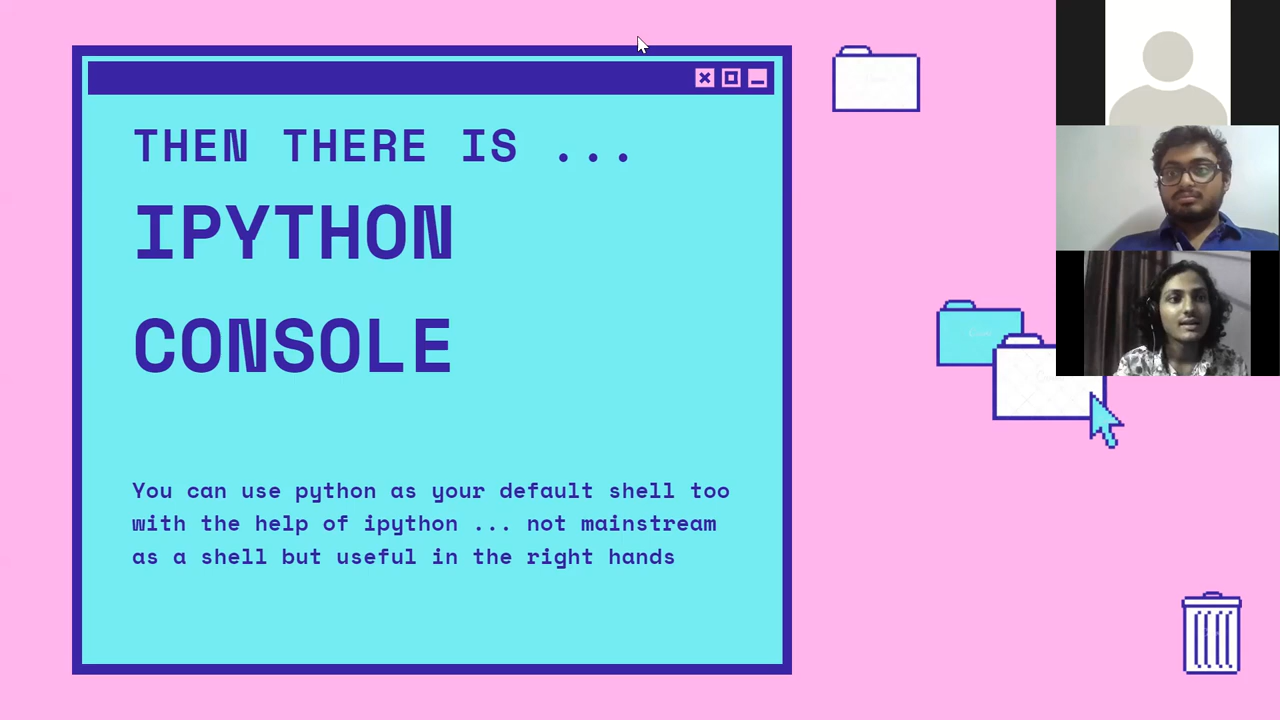 THEN THERE IS ...
IPYTHON
CONSOLE
You can use python as your default shell too
with the help of ipython ... not mainstream
as a shell but useful in the right hands